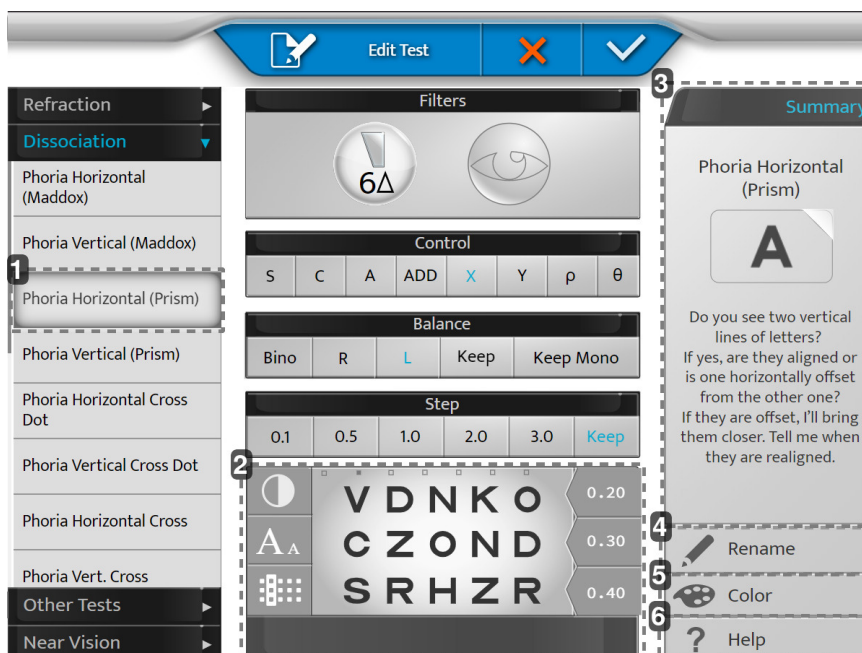 Edit Test
3
Refraction
Dissociation
Phoria Horizontal
(Maddox)
Phoria Vertical (Maddox)
1
Phoria Horizontal (Prism)
Phoria Vertical (Prism)
Phoria Horizontal Cross
Dot
Phoria Vertical Cross Dot
Phoria Horizontal Cross
Phoria Vert. Cross
Other Tests
Near Vision
Filters
6Δ
Control
S C A ADD X Y ρ θ
Balance
Bino R L Keep Keep Mono
Step
0.1 0.5 1.0 2.0 3.0 Keep
2
A A
V D N K O 0.20
C Z O N D 0.30
S R H Z R 0.40
Summary
Phoria Horizontal
(Prism)
A
Do you see two vertical
lines of letters?
If yes, are they aligned or
is one horizontally offset
from the other one?
If they are offset, I'll bring
them closer. Tell me when
they are realigned.
4
Rename
5
Color
6
? Help